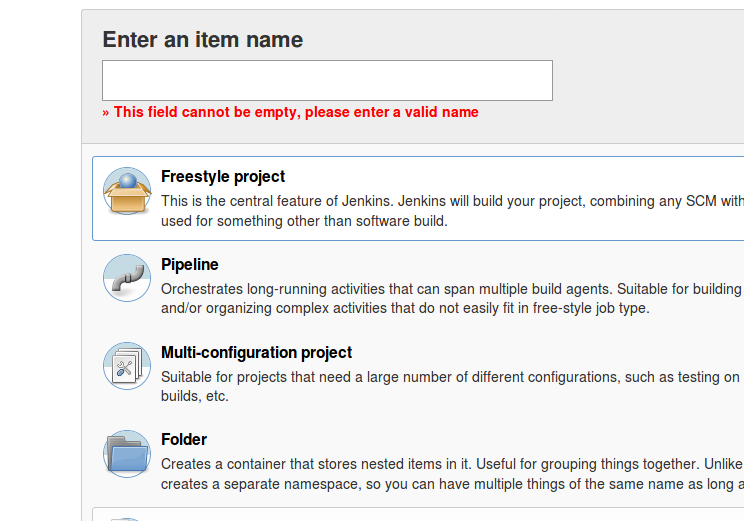 Enter an item name
» This field cannot be empty, please enter a valid name
Freestyle project
This is the central feature of Jenkins. Jenkins will build your project, combining any SCM with
used for something other than software build.
Pipeline
Orchestrates long-running activities that can span multiple build agents. Suitable for building
and/or organizing complex activities that do not easily fit in free-style job type.
Multi-configuration project
Suitable for projects that need a large number of different configurations, such as testing on
builds, etc.
Folder
Creates a container that stores nested items in it. Useful for grouping things together. Unlike
creates a separate namespace, so you can have multiple things of the same name as long a